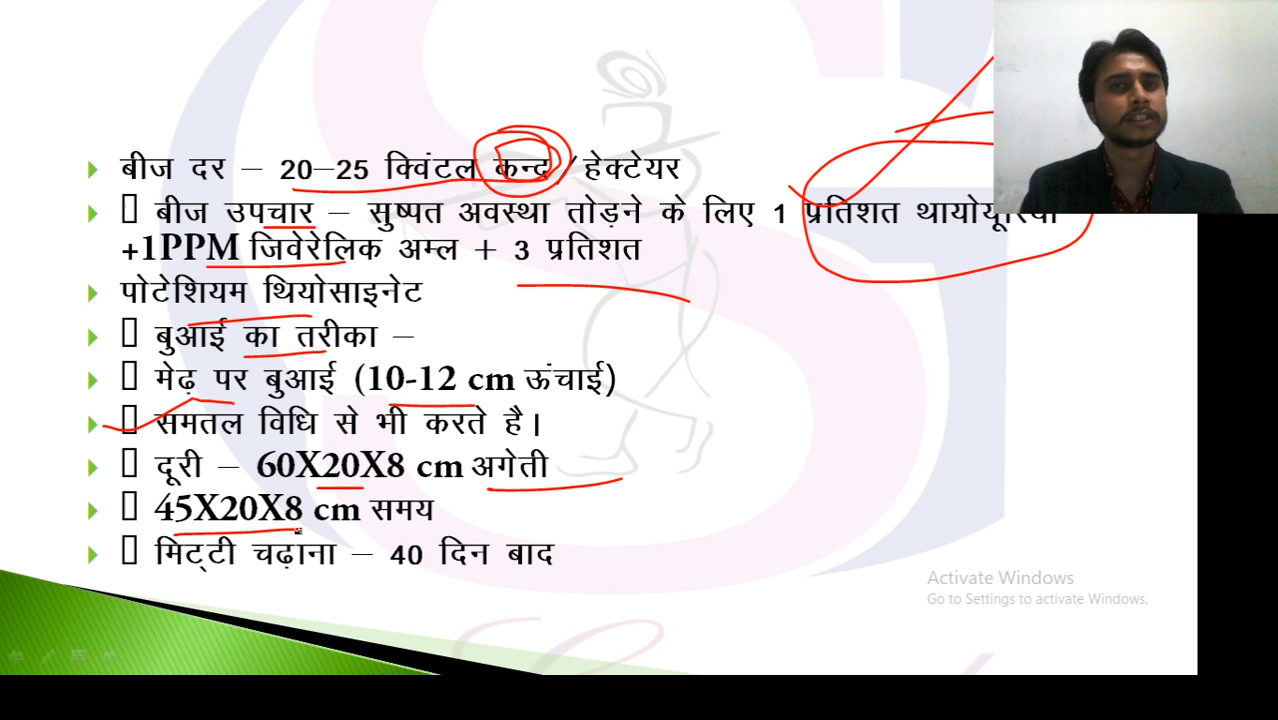 बीज दर – 20–25 क्विंटल कन्द / हेक्टेयर
बीज उपचार – सुष्पत अवस्था तोड़ने के लिए 1 प्रतिशत थायोयूरिया
+1PPM जिवेरेलिक अम्ल + 3 प्रतिशत
पोटेशियम थियोसाइनेट
बुआई का तरीका –
मेढ़ पर बुआई (10-12 cm ऊंचाई)
समतल विधि से भी करते है।
दूरी – 60X20X8 cm अगेती
45X20X8 cm समय
मिट्टी चढ़ाना – 40 दिन बाद
Activate Windows
Go to Settings to activate Windows.